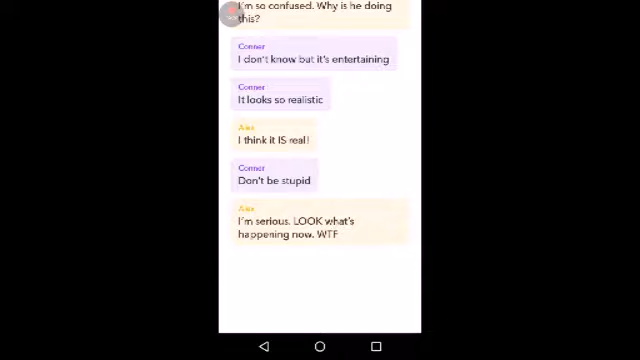 I'm so confused. Why is he doing
this?
Conner
I don't know but it's entertaining
Conner
It looks so realistic
Alex
I think it IS real!
Conner
Don't be stupid
Alex
I'm serious. LOOK what's
happening now. WTF